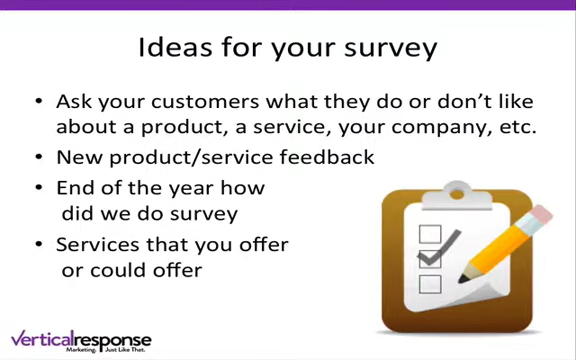 Ideas for your survey
• Ask your customers what they do or don't like
about a product, a service, your company, etc.
• New product/service feedback
• End of the year how
did we do survey
• Services that you offer
or could offer
verticalresponse
Marketing. Just Like That.